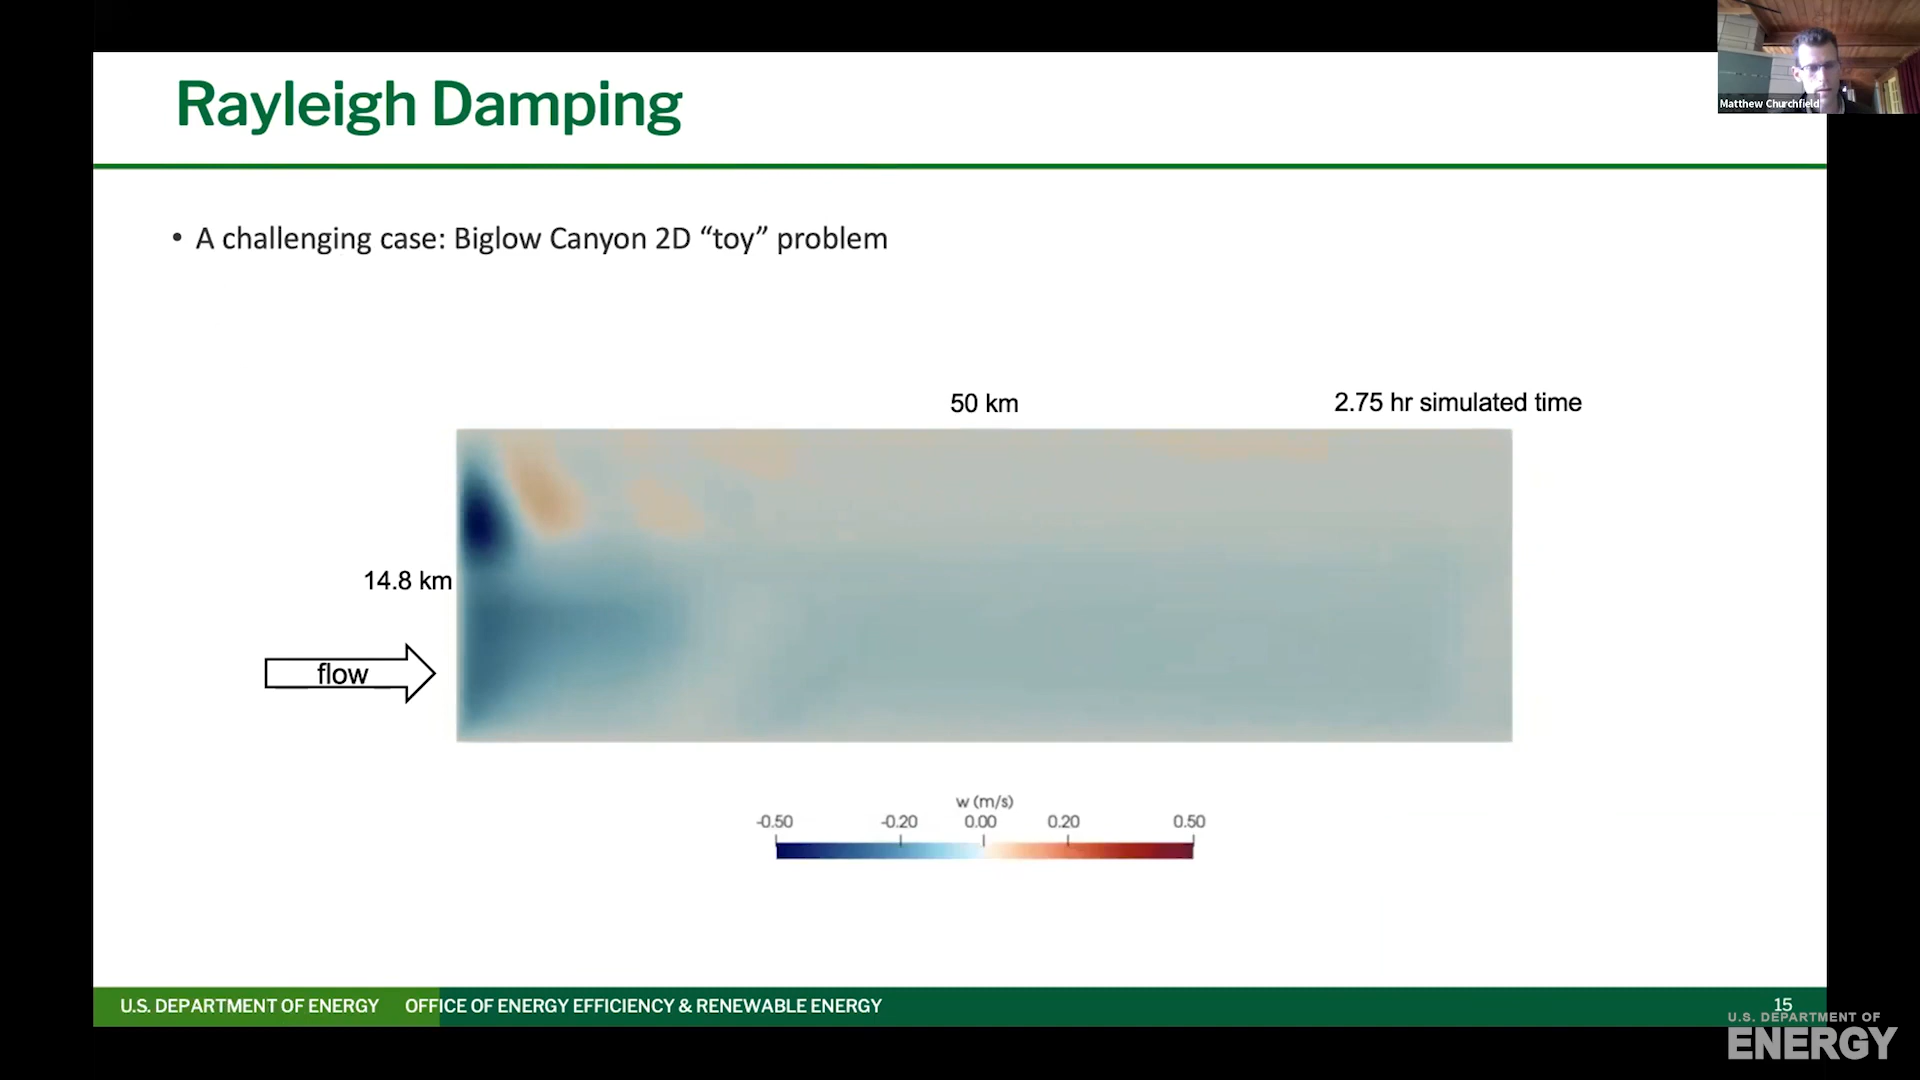 Matthew Churchfield
Rayleigh Damping
• A challenging case: Biglow Canyon 2D “toy” problem
50 km
2.75 hr simulated time
14.8 km
flow
w (m/s)
-0.50 -0.20 0.00 0.20 0.50
U.S. DEPARTMENT OF ENERGY OFFICE OF ENERGY EFFICIENCY & RENEWABLE ENERGY
15
U.S. DEPARTMENT OF
ENERGY